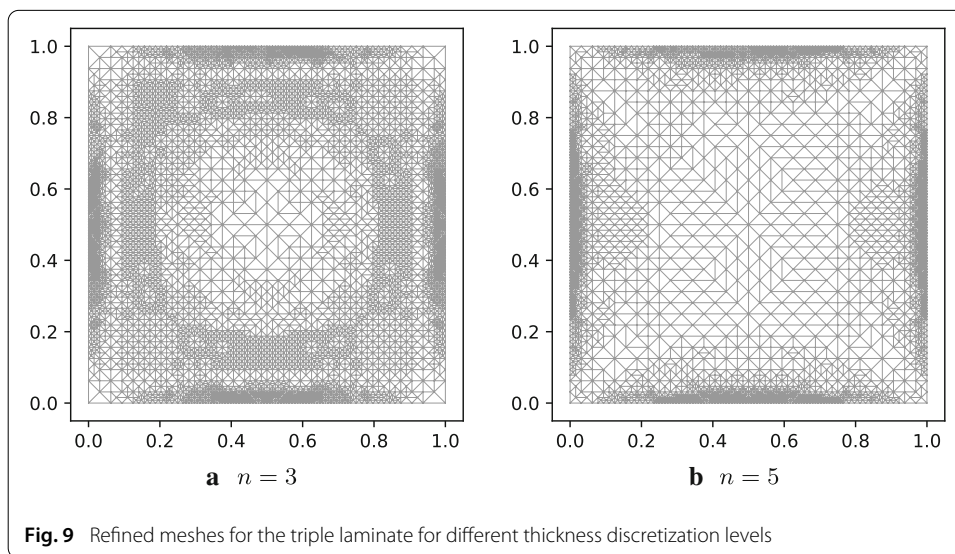 1.0
0.8
0.6
0.4
0.2
0.0
0.0 0.2 0.4 0.6 0.8 1.0
a n = 3
1.0
0.8
0.6
0.4
0.2
0.0
0.0 0.2 0.4 0.6 0.8 1.0
b n = 5
Fig. 9 Refined meshes for the triple laminate for different thickness discretization levels